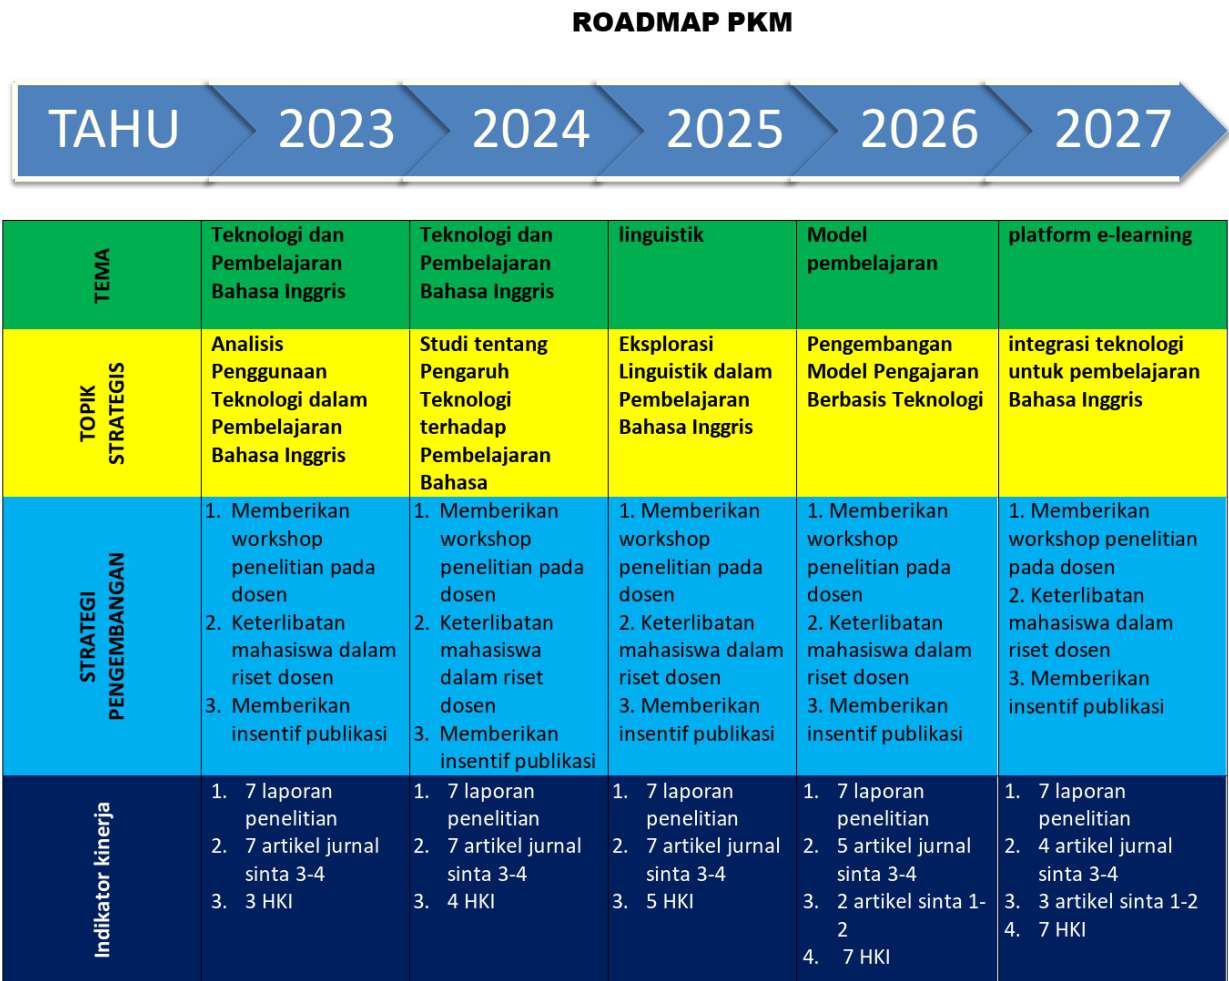 ROADMAP PKM
TAHU 2023 2024 2025 2026 2027
TEMA
Teknologi dan
Pembelajaran
Bahasa Inggris
Teknologi dan
Pembelajaran
Bahasa Inggris
linguistik
Model
pembelajaran
platform e-learning
TOPIK
STRATEGIS
Analisis
Penggunaan
Teknologi dalam
Pembelajaran
Bahasa Inggris
Studi tentang
Pengaruh
Teknologi
terhadap
Pembelajaran
Bahasa
Eksplorasi
Linguistik dalam
Pembelajaran
Bahasa Inggris
Pengembangan
Model Pengajaran
Berbasis Teknologi
integrasi teknologi
untuk pembelajaran
Bahasa Inggris
STRATEGI
PENGEMBANGAN
1. Memberikan
workshop
penelitian pada
dosen
2. Keterlibatan
mahasiswa dalam
riset dosen
3. Memberikan
insentif publikasi
1. Memberikan
workshop
penelitian pada
dosen
2. Keterlibatan
mahasiswa
dalam riset
dosen
3. Memberikan
insentif publikasi
1. Memberikan
workshop
penelitian pada
dosen
2. Keterlibatan
mahasiswa dalam
riset dosen
3. Memberikan
insentif publikasi
1. Memberikan
workshop
penelitian pada
dosen
2. Keterlibatan
mahasiswa dalam
riset dosen
3. Memberikan
insentif publikasi
1. Memberikan
workshop penelitian
pada dosen
2. Keterlibatan
mahasiswa dalam
riset dosen
3. Memberikan
insentif publikasi
Indikator kinerja
1. 7 laporan
penelitian
2. 7 artikel jurnal
sinta 3-4
3. 3 HKI
1. 7 laporan
penelitian
2. 7 artikel jurnal
sinta 3-4
3. 4 HKI
1. 7 laporan
penelitian
2. 7 artikel jurnal
sinta 3-4
3. 5 HKI
1. 7 laporan
penelitian
2. 5 artikel jurnal
sinta 3-4
3. 2 artikel sinta 1-
2
4. 7 HKI
1. 7 laporan
penelitian
2. 4 artikel jurnal
sinta 3-4
3. 3 artikel sinta 1-2
4. 7 HKI